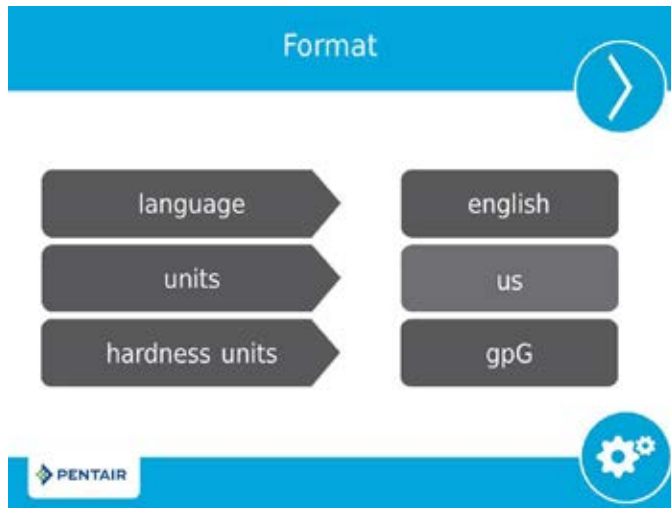 Format
language english
units us
hardness units gpG
PENTAIR